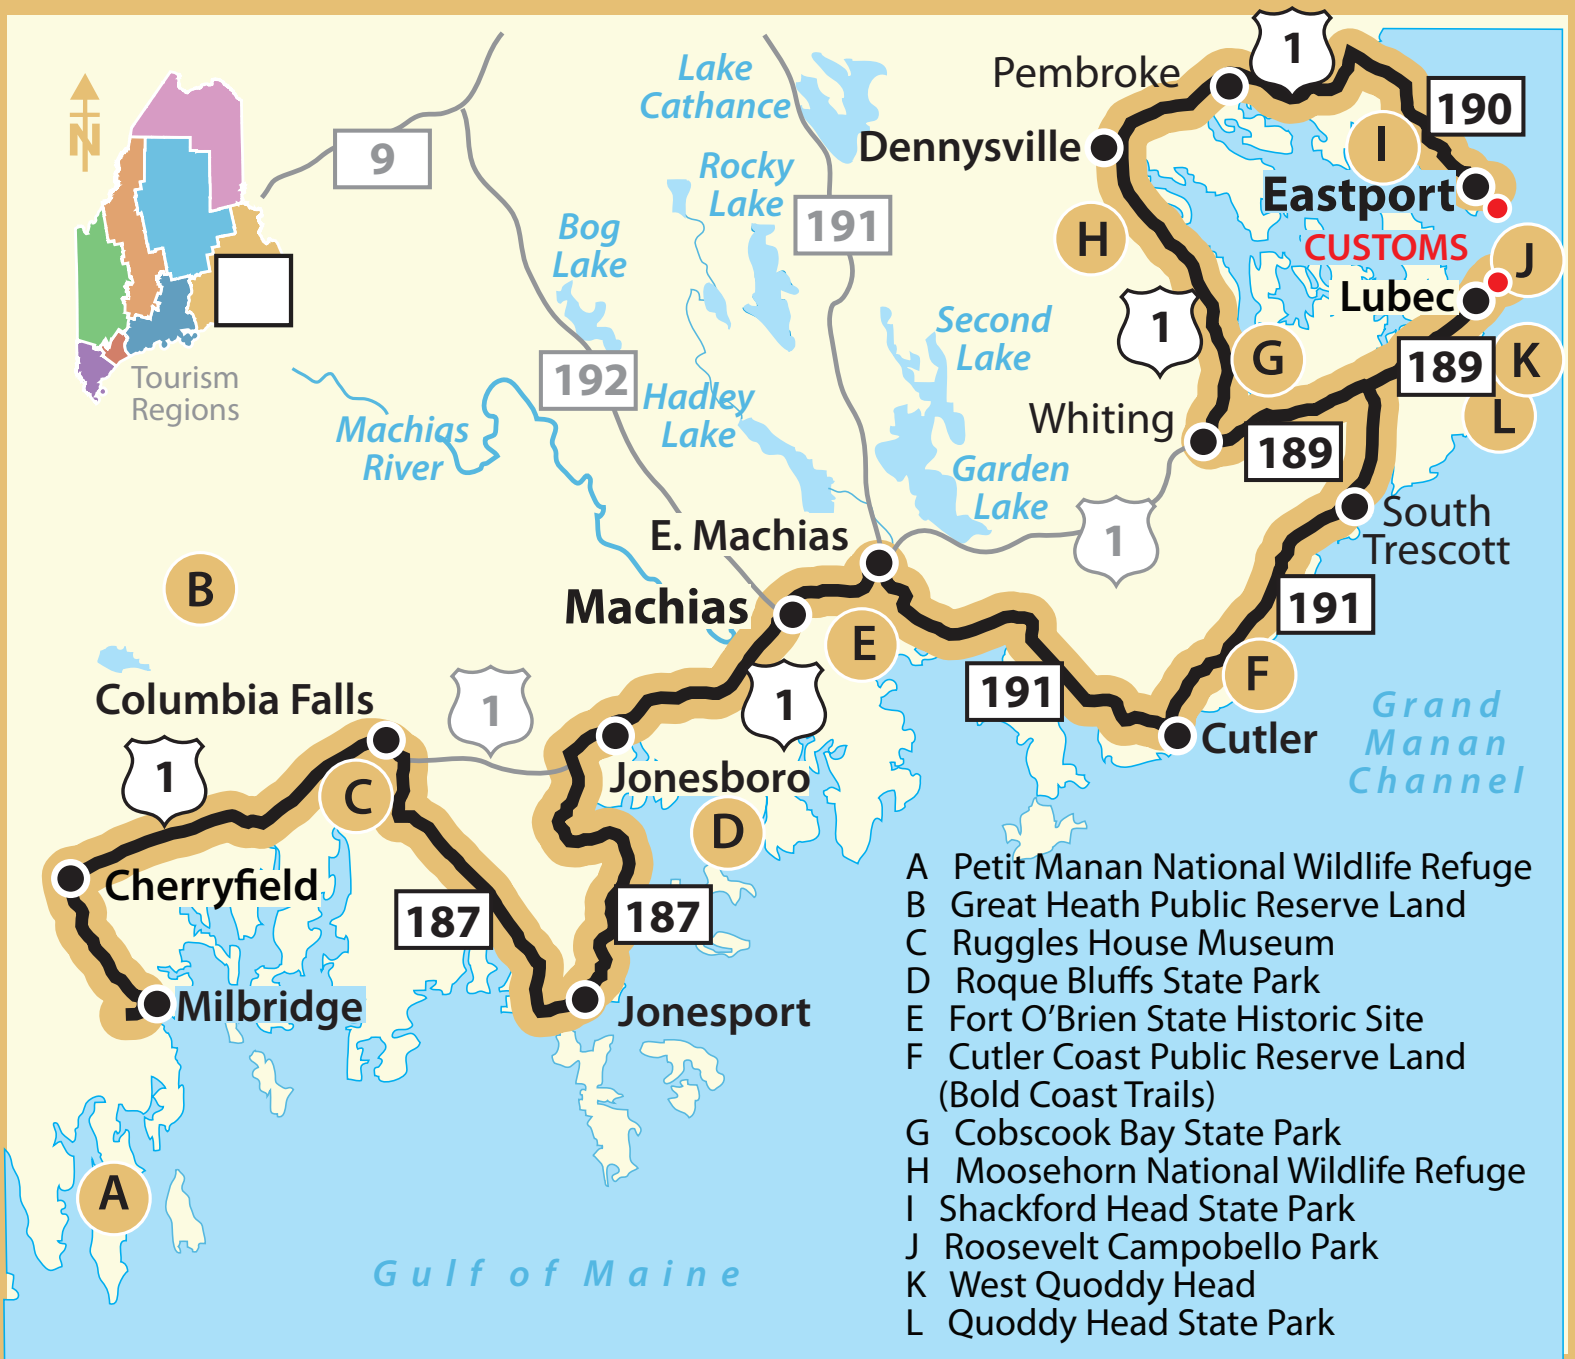 1
Pembroke
Lake
Cathance
190
Dennysville
I
9
Rocky
Lake
Eastport
N
191
H
Bog
Lake
CUSTOMS
J
Lubec
1
Second
Lake
G
189
K
Tourism
Regions
192
Hadley
Lake
L
Whiting
Machias
River
189
Garden
Lake
South
Trescott
E. Machias
1
B
Machias
191
E
F
191
Columbia Falls
1
1
Grand
Manan
Channel
Cutler
1
C
Jonesboro
D
A Petit Manan National Wildlife Refuge
B Great Heath Public Reserve Land
C Ruggles House Museum
D Roque Bluffs State Park
E Fort O’Brien State Historic Site
F Cutler Coast Public Reserve Land
(Bold Coast Trails)
G Cobscook Bay State Park
H Moosehorn National Wildlife Refuge
I Shackford Head State Park
J Roosevelt Campobello Park
K West Quoddy Head
L Quoddy Head State Park
Cherryfield
187
187
Milbridge
Jonesport
A
Gulf of Maine